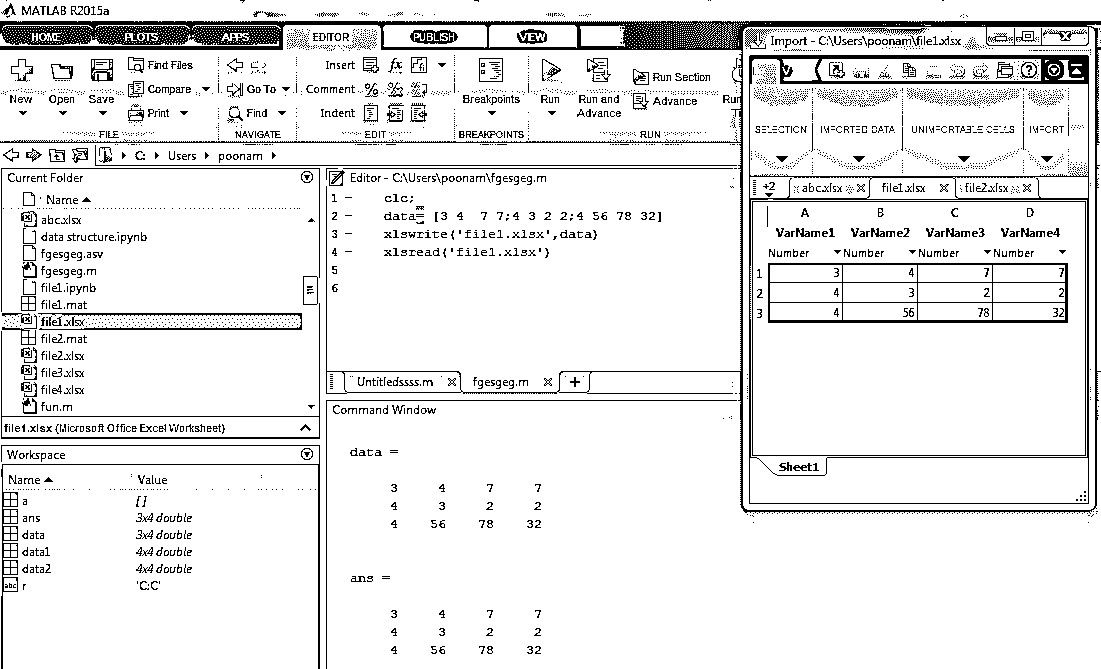 MATLAB R2015a
HOME PLOTS APPS EDITOR PUBLISH VIEW
Find Files
Compare
Print
New Open Save
FILE
Go To
Find
NAVIGATE
Insert fx
Comment %
Indent
EDIT
Breakpoints
BREAKPOINTS
Run Run and Advance
Run Section
Advance
Run
RUN
C: Users poonam
Current Folder
Name
abc.xlsx
data structure.ipynb
fgesgeg.asv
fgesgeg.m
file1.ipynb
file1.mat
file1.xlsx
file2.mat
file2.xlsx
file3.xlsx
file4.xlsx
fun.m
file1.xlsx (Microsoft Office Excel Worksheet)
Workspace
Name Value
a []
ans 3x4 double
data 3x4 double
data1 4x4 double
data2 4x4 double
abc r 'C:C'
Editor - C:\Users\poonam\fgesgeg.m
1 - clc;
2 - data= [3 4 7 7;4 3 2 2;4 56 78 32]
3 - xlswrite('file1.xlsx',data)
4 - xlsread('file1.xlsx')
5
6
Untitledssss.m fgesgeg.m +
Command Window
data =
3 4 7 7
4 3 2 2
4 56 78 32
ans =
3 4 7 7
4 3 2 2
4 56 78 32
Import - C:\Users\poonam\file1.xlsx
SELECTION IMPORTED DATA UNIMPORTABLE CELLS IMPORT
+2 abc.xlsx file1.xlsx file2.xlsx
A B C D
VarName1 VarName2 VarName3 VarName4
Number Number Number Number
1 3 4 7 7
2 4 3 2 2
3 4 56 78 32
Sheet1